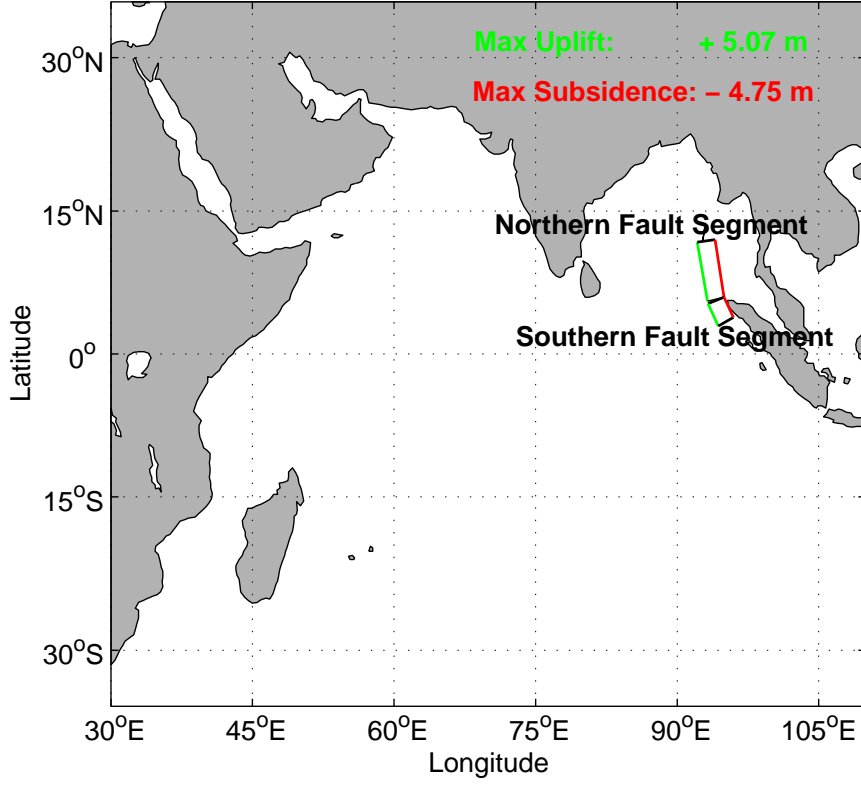 Max Uplift: + 5.07 m
Max Subsidence: – 4.75 m
30°N
15°N
Northern Fault Segment
Southern Fault Segment
0°
15°S
30°S
Latitude
30°E 45°E 60°E 75°E 90°E 105°E
Longitude